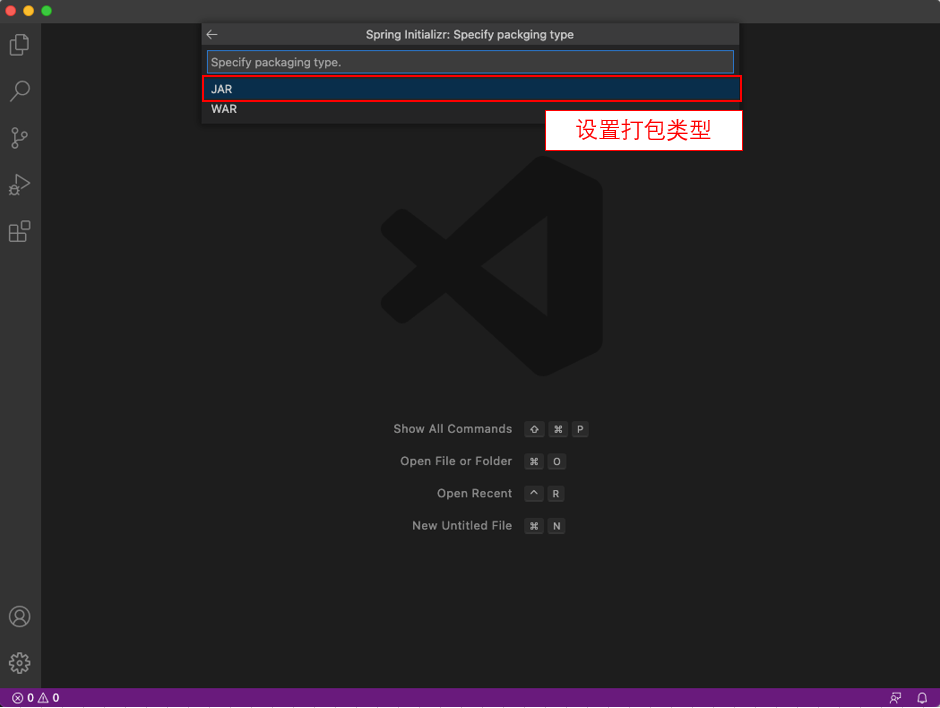 Spring Initializr: Specify packging type
Specify packaging type.
JAR
WAR
设置打包类型
Show All Commands ⇧ ⌘ P
Open File or Folder ⌘ O
Open Recent ^ R
New Untitled File ⌘ N
0 0